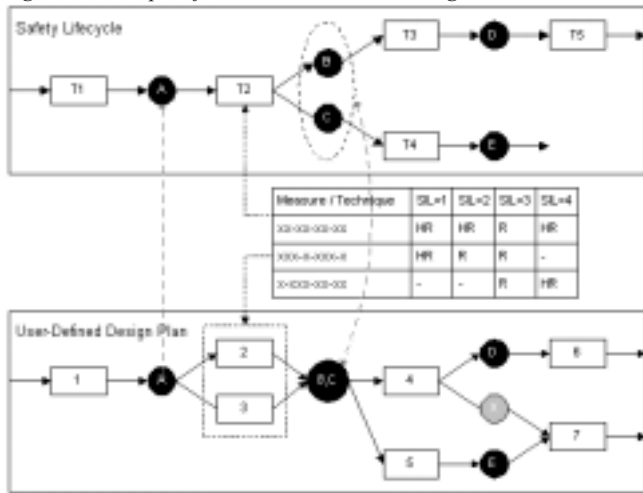 Safety Lifecycle
T1
A
T2
B
C
T3
D
T5
T4
E
Measure / Technique SIL=1 SIL=2 SIL=3 SIL=4
HR HR R HR
HR R R -
- - R HR
User-Defined Design Plan
1
A
2
3
B,C
4
5
D
6
E
7